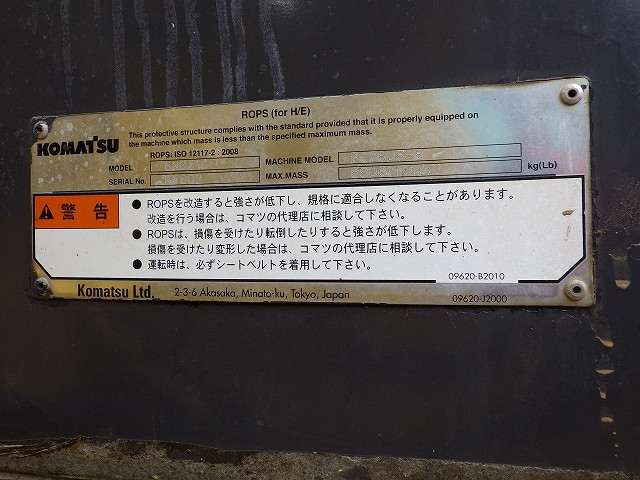 ROPS (for H/E)
This protective structure complies with the standard provided that it is properly equipped on
the machine which mass is less than the specified maximum mass.
KOMATSU
ROPS: ISO 12117-2 : 2008
MODEL
MACHINE MODEL
SERIAL No.
MAX.MASS
kg(Lb)
警告
● ROPSを改造すると強さが低下し、規格に適合しなくなることがあります。
改造を行う場合は、コマツの代理店に相談して下さい。
● ROPSは、損傷を受けたり転倒したりすると強さが低下します。
損傷を受けたり変形した場合は、コマツの代理店に相談して下さい。
● 運転時は、必ずシートベルトを着用して下さい。
09620-B2010
Komatsu Ltd. 2-3-6 Akasaka, Minato-ku, Tokyo, Japan
09620-J2000